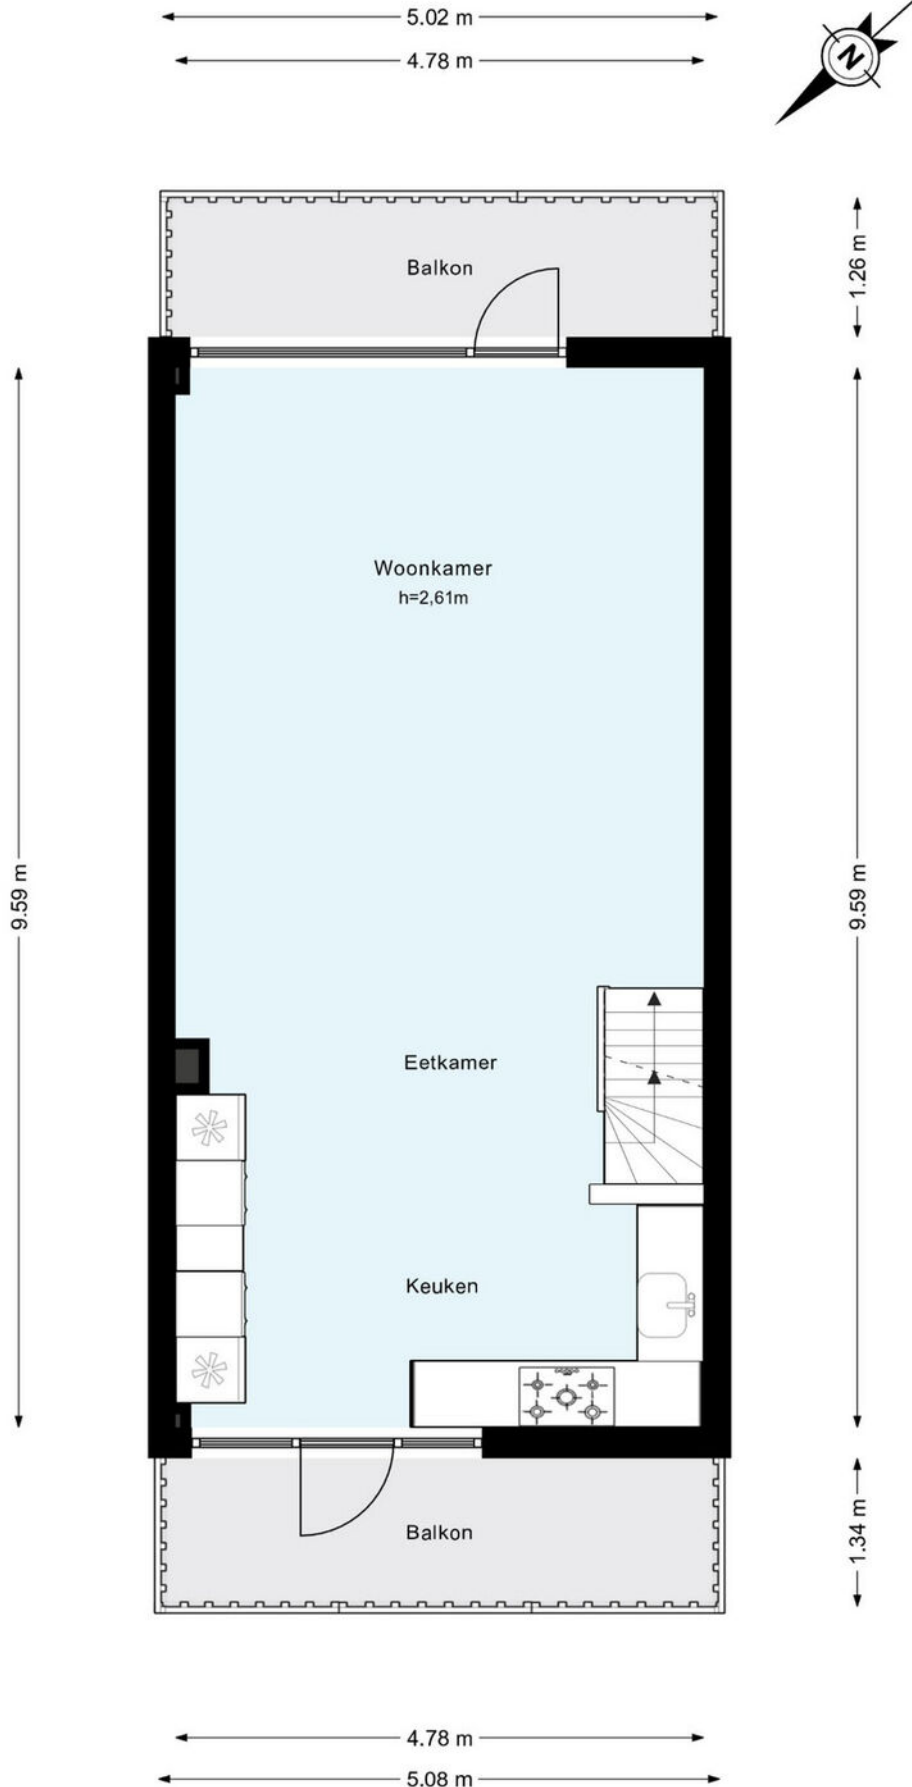 5.02 m
4.78 m
N
Balkon
1.26 m
Woonkamer
h=2,61m
9.59 m
9.59 m
Eetkamer
Keuken
Balkon
1.34 m
4.78 m
5.08 m